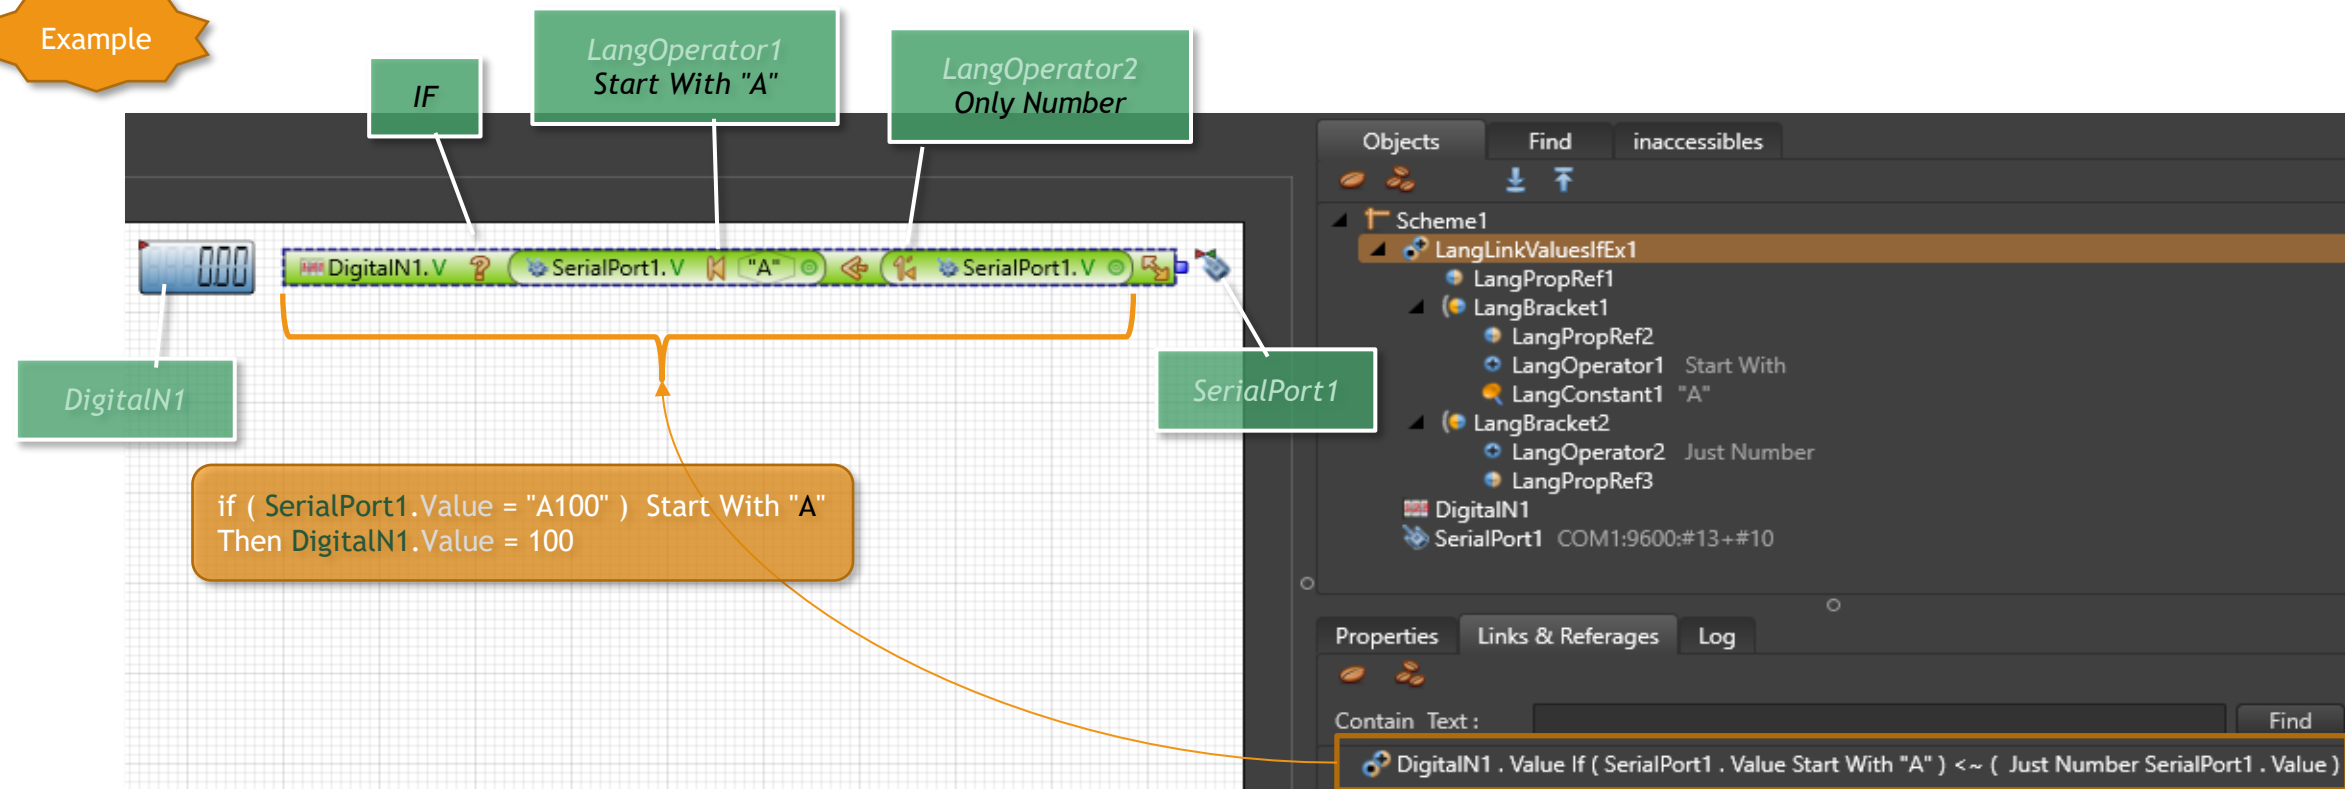 Example
IF
LangOperator1
Start With "A"
LangOperator2
Only Number
000
DigitalN1.V ? SerialPort1.V "A" SerialPort1.V
DigitalN1
SerialPort1
if ( SerialPort1.Value = "A100" ) Start With "A"
Then DigitalN1.Value = 100
Objects Find inaccessibles
Scheme1
LangLinkValuesIfEx1
LangPropRef1
LangBracket1
LangPropRef2
LangOperator1 Start With
LangConstant1 "A"
LangBracket2
LangOperator2 Just Number
LangPropRef3
DigitalN1
SerialPort1 COM1:9600:#13+#10
Properties Links & Referages Log
Contain Text : Find
DigitalN1 . Value If ( SerialPort1 . Value Start With "A" ) <~ ( Just Number SerialPort1 . Value )